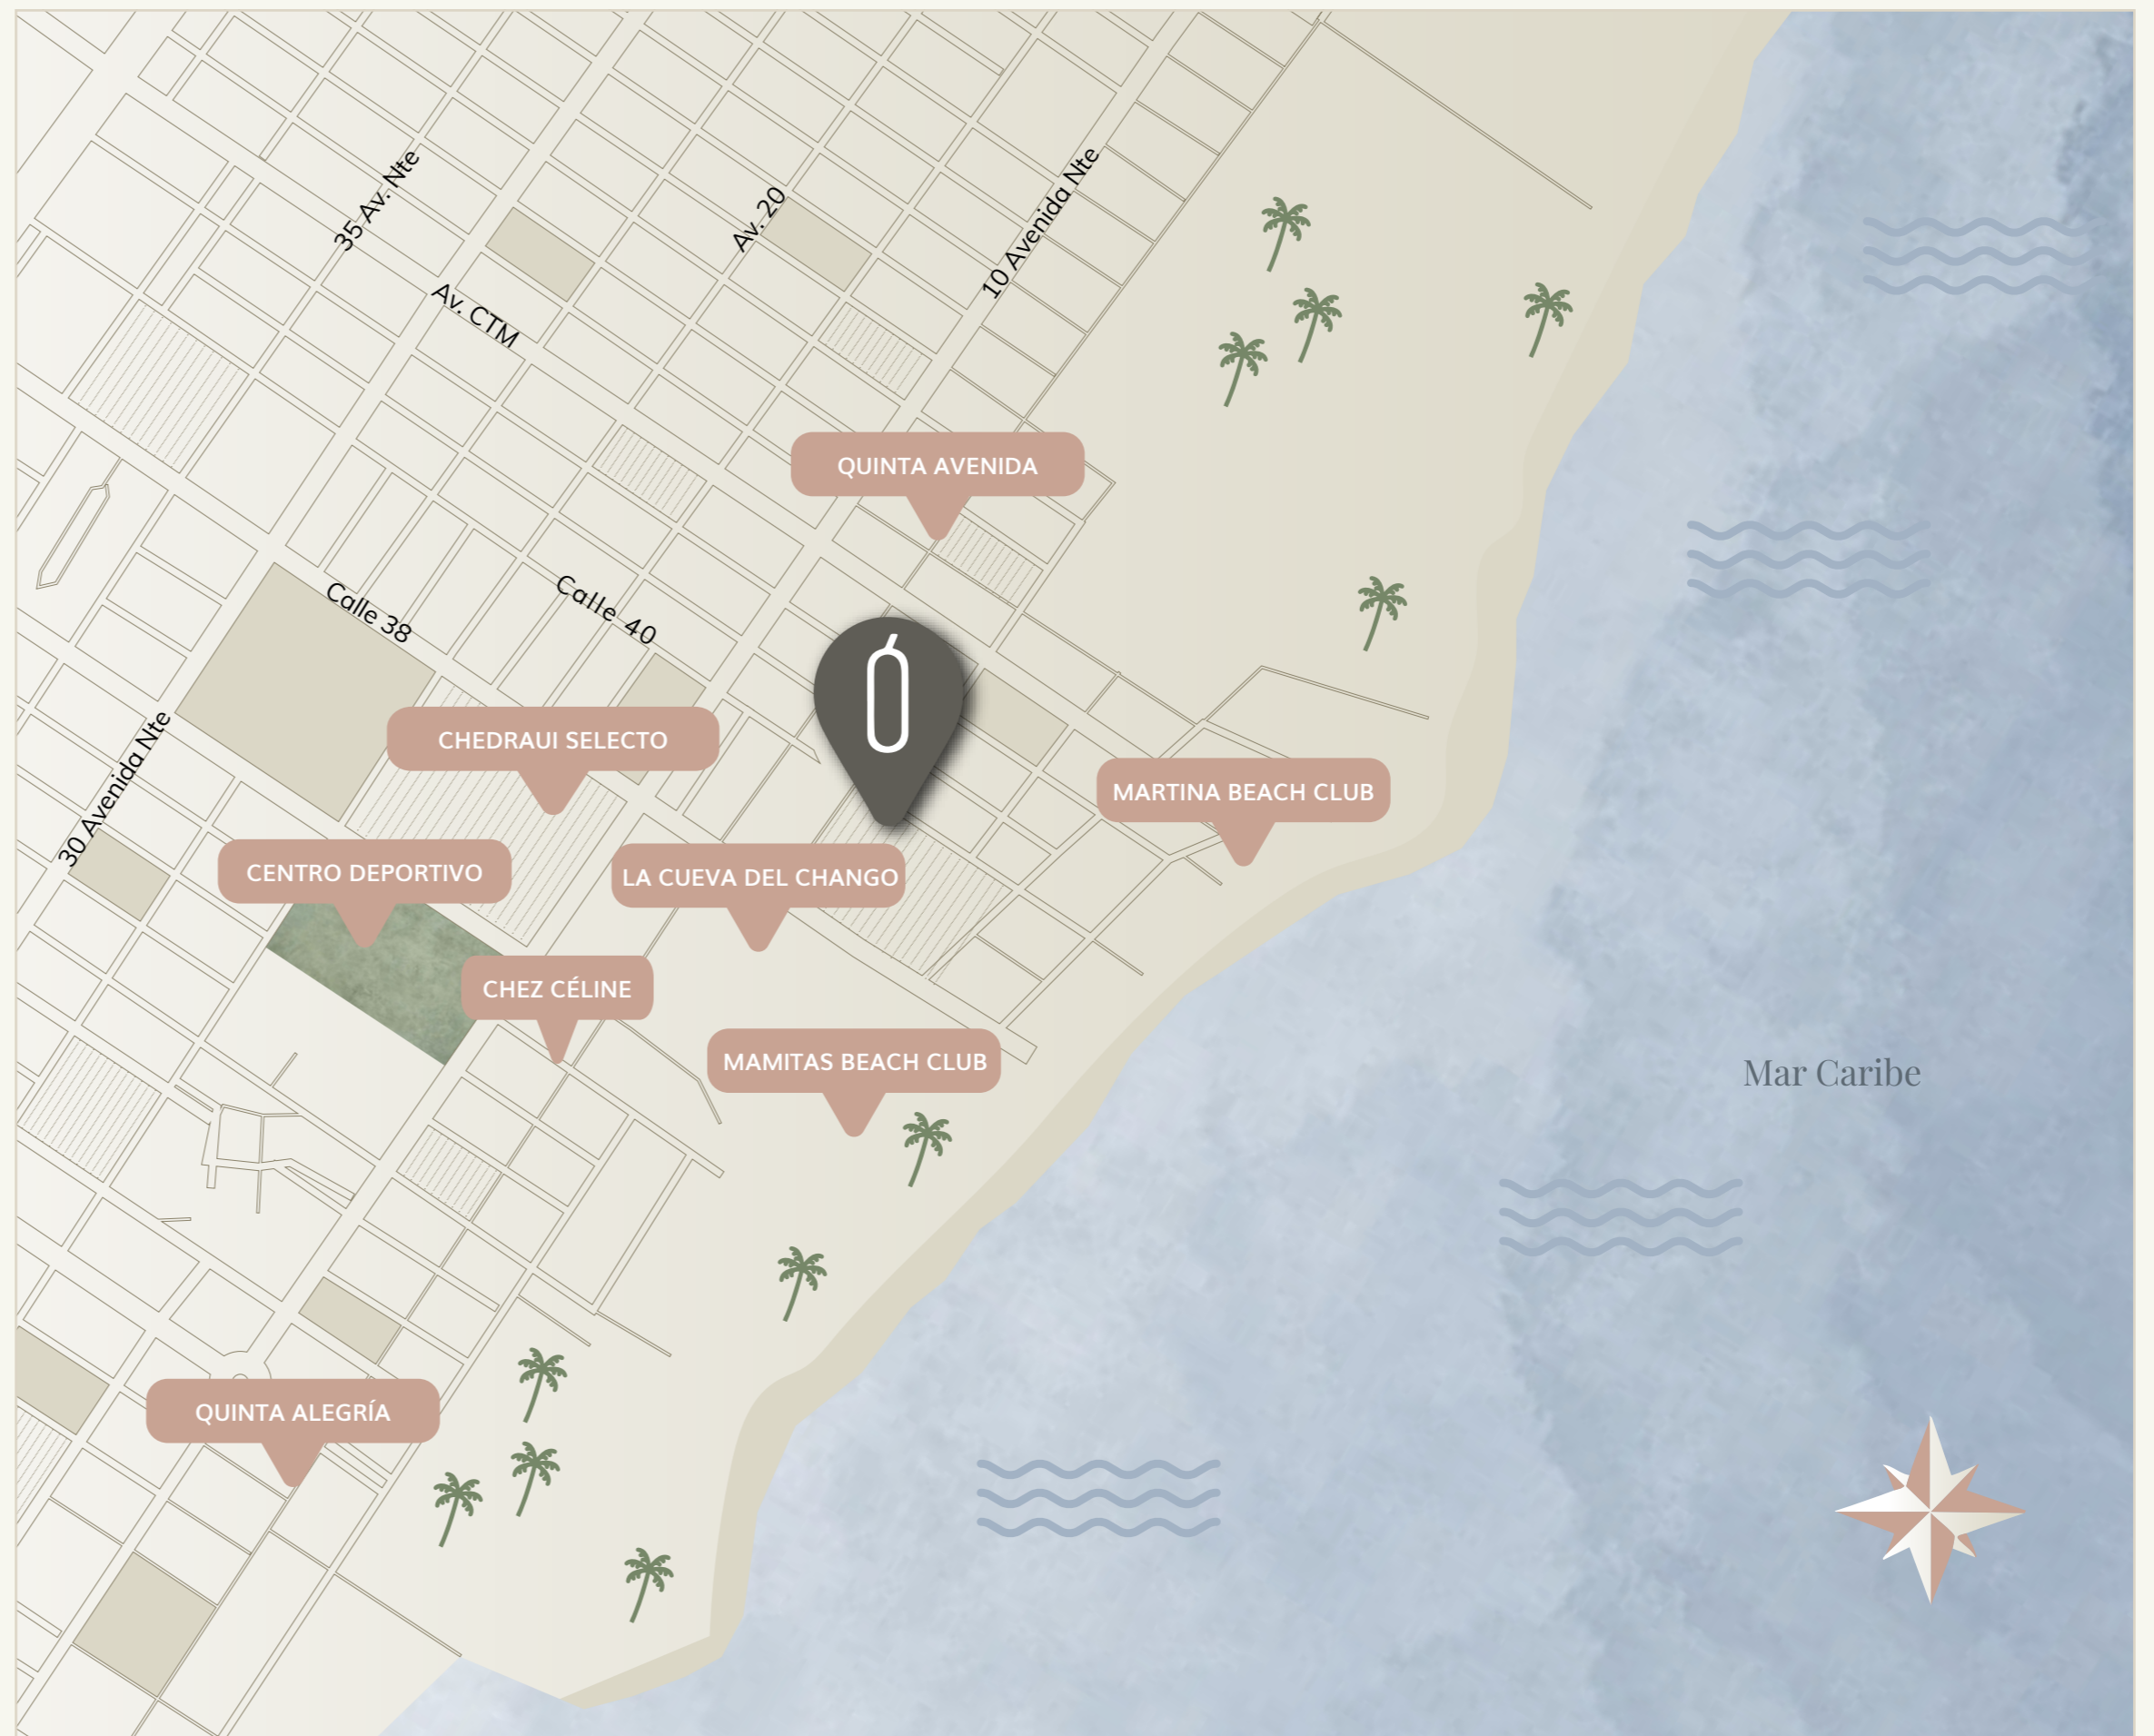 35 Av. Nte
Av. 20
10 Avenida Nte
Av. CTM
QUINTA AVENIDA
Calle 38
Calle 40
CHEDRAUI SELECTO
30 Avenida Nte
MARTINA BEACH CLUB
CENTRO DEPORTIVO
LA CUEVA DEL CHANGO
CHEZ CÉLINE
MAMITAS BEACH CLUB
Mar Caribe
QUINTA ALEGRÍA